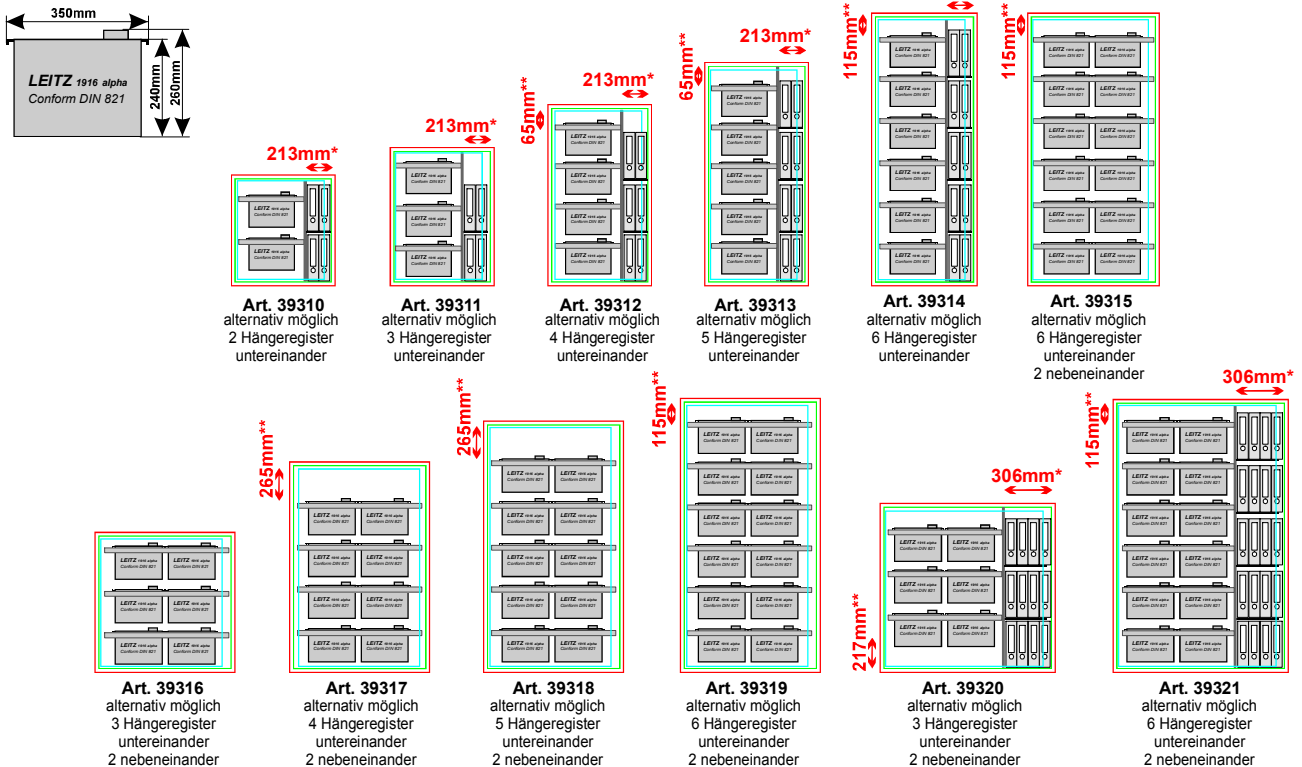 350mm
LEITZ 1916 alpha
Conform DIN 821
240mm
260mm
213mm*
213mm*
65mm**
213mm*
65mm**
213mm*
115mm**
115mm**
LEITZ 1916 alpha
Conform DIN 821
Art. 39310
alternativ möglich
2 Hängeregister
untereinander
Art. 39311
alternativ möglich
3 Hängeregister
untereinander
Art. 39312
alternativ möglich
4 Hängeregister
untereinander
Art. 39313
alternativ möglich
5 Hängeregister
untereinander
Art. 39314
alternativ möglich
6 Hängeregister
untereinander
Art. 39315
alternativ möglich
6 Hängeregister
untereinander
2 nebeneinander
265mm**
265mm**
115mm**
306mm*
217mm**
306mm*
115mm**
Art. 39316
alternativ möglich
3 Hängeregister
untereinander
2 nebeneinander
Art. 39317
alternativ möglich
4 Hängeregister
untereinander
2 nebeneinander
Art. 39318
alternativ möglich
5 Hängeregister
untereinander
2 nebeneinander
Art. 39319
alternativ möglich
6 Hängeregister
untereinander
2 nebeneinander
Art. 39320
alternativ möglich
3 Hängeregister
untereinander
2 nebeneinander
Art. 39321
alternativ möglich
6 Hängeregister
untereinander
2 nebeneinander